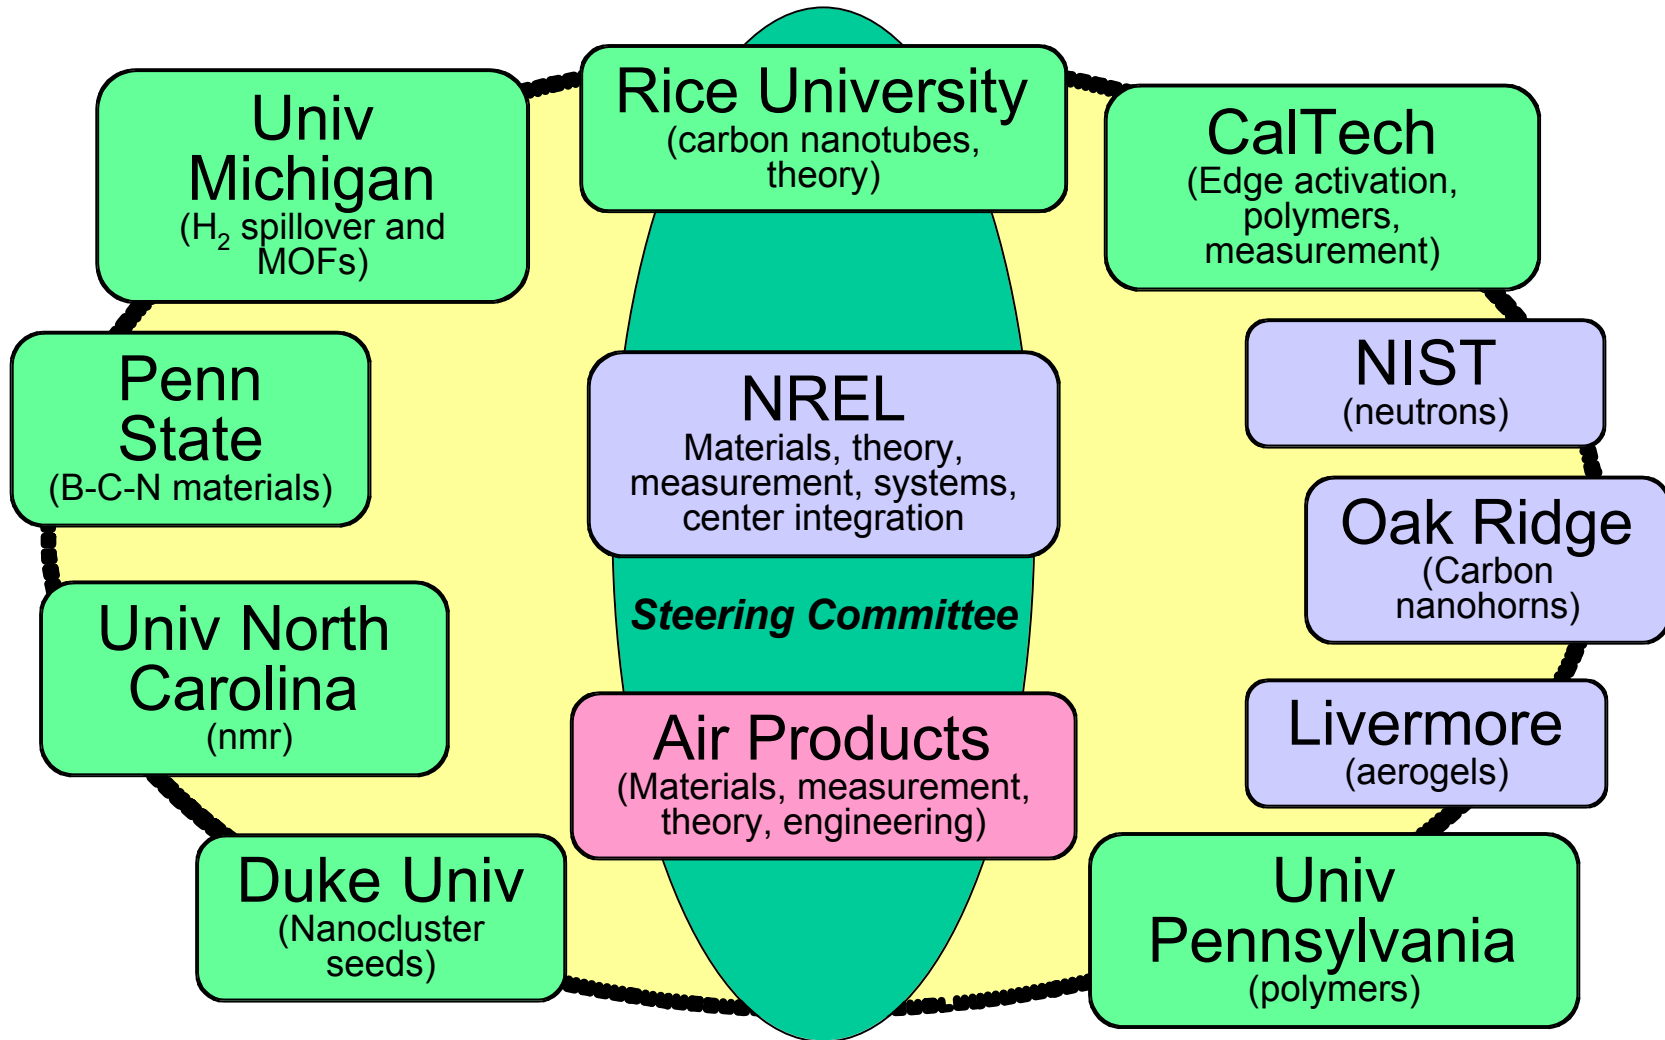 Rice University
(carbon nanotubes,
theory)
Univ
Michigan
(H₂ spillover and
MOFs)
CalTech
(Edge activation,
polymers,
measurement)
Penn
State
(B-C-N materials)
NREL
Materials, theory,
measurement, systems,
center integration
NIST
(neutrons)
Oak Ridge
(Carbon
nanohorns)
Univ North
Carolina
(nmr)
Steering Committee
Livermore
(aerogels)
Air Products
(Materials, measurement,
theory, engineering)
Duke Univ
(Nanocluster
seeds)
Univ
Pennsylvania
(polymers)